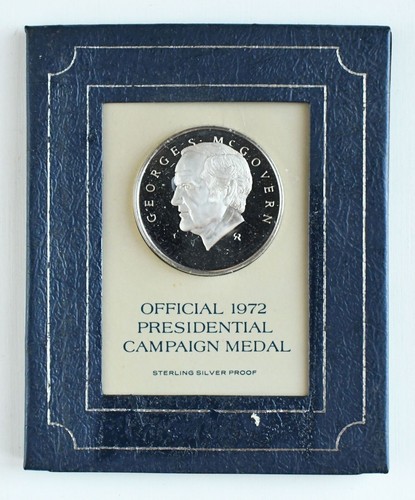 GEORGE S. McGOVERN
OFFICIAL 1972
PRESIDENTIAL
CAMPAIGN MEDAL
STERLING SILVER PROOF